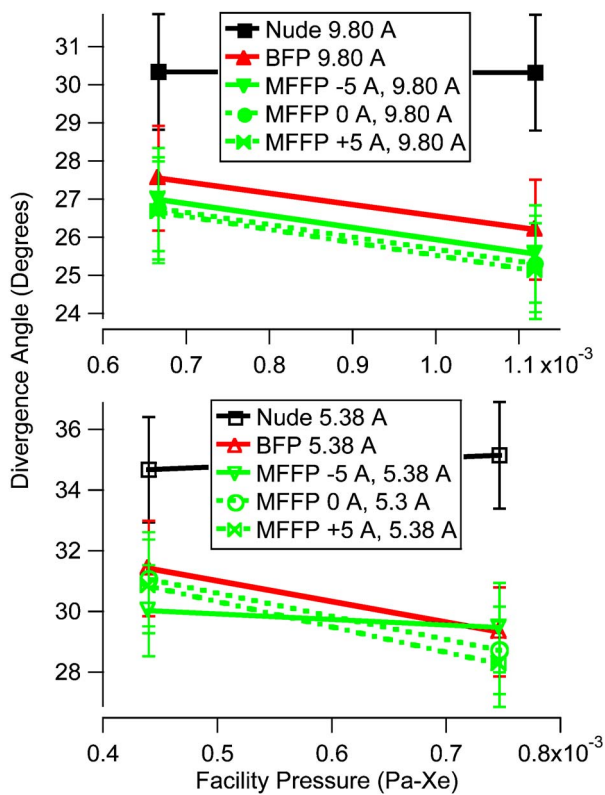 31
30
29
28
27
26
25
24
Nude 9.80 A
BFP 9.80 A
MFFP -5 A, 9.80 A
MFFP 0 A, 9.80 A
MFFP +5 A, 9.80 A
0.6 0.7 0.8 0.9 1.0 1.1x10⁻³
Divergence Angle (Degrees)
36
34
32
30
28
Nude 5.38 A
BFP 5.38 A
MFFP -5 A, 5.38 A
MFFP 0 A, 5.3 A
MFFP +5 A, 5.38 A
0.4 0.5 0.6 0.7 0.8x10⁻³
Facility Pressure (Pa-Xe)